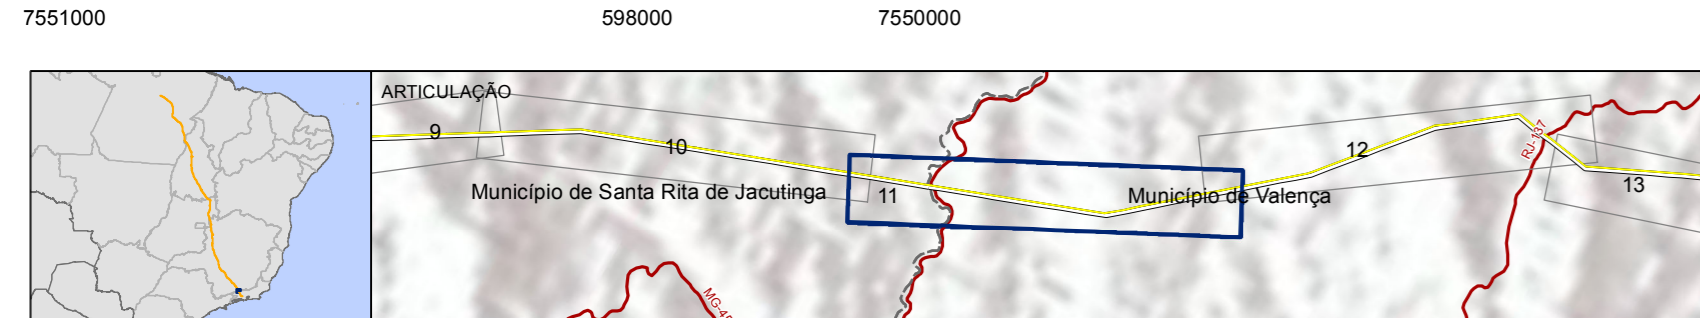 7551000 598000 7550000
ARTICULAÇÃO
9
10
12
RJ-137
Município de Santa Rita de Jacutinga
11
Município de Valença
13